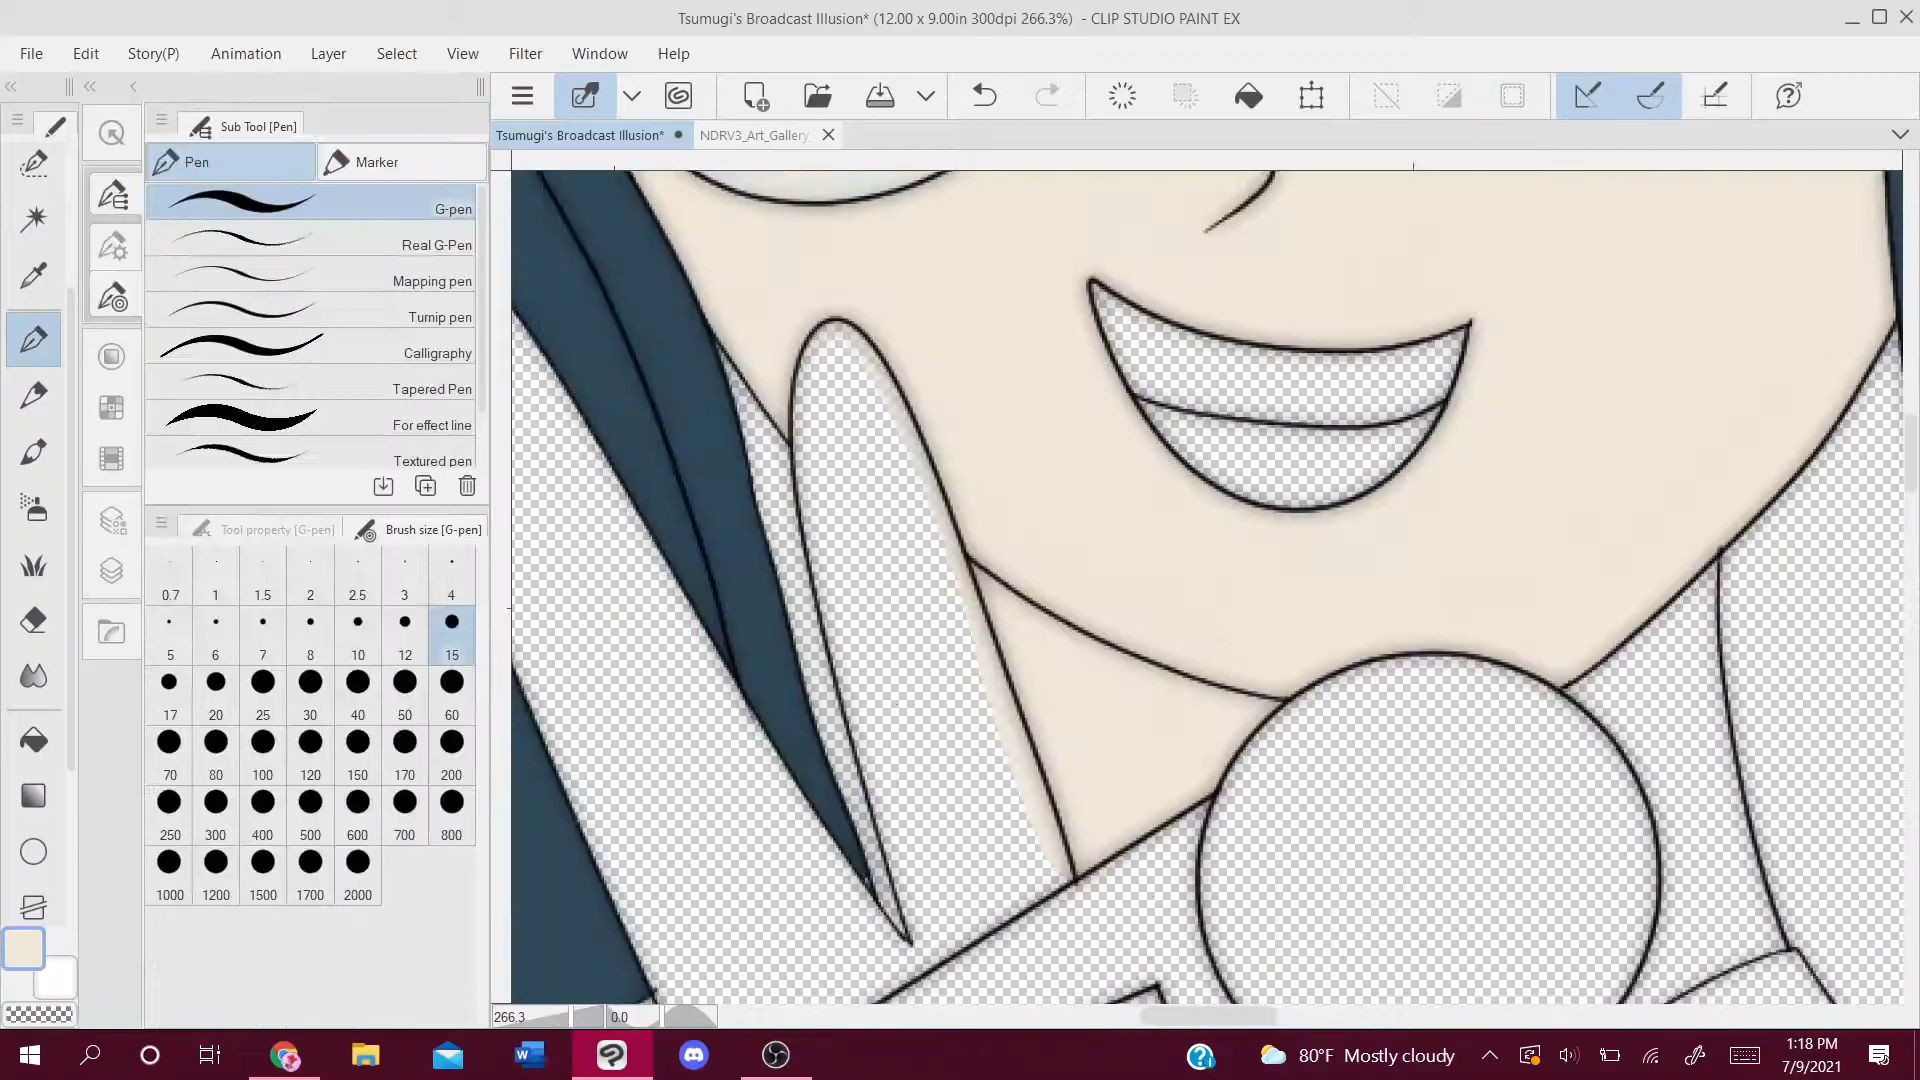 Tsumugi's Broadcast Illusion* (12.00 x 9.00in 300dpi 266.3%) - CLIP STUDIO PAINT EX
File Edit Story(P) Animation Layer Select View Filter Window Help
Sub Tool [Pen]
Tsumugi's Broadcast Illusion* NDRV3_Art_Gallery
Pen Marker
G-pen
Real G-Pen
Mapping pen
Turnip pen
Calligraphy
Tapered Pen
For effect line
Textured pen
Tool property [G-pen] Brush size [G-pen]
0.7 1 1.5 2 2.5 3 4
5 6 7 8 10 12 15
17 20 25 30 40 50 60
70 80 100 120 150 170 200
250 300 400 500 600 700 800
1000 1200 1500 1700 2000
266.3 0.0
80°F Mostly cloudy
1:18 PM
7/9/2021